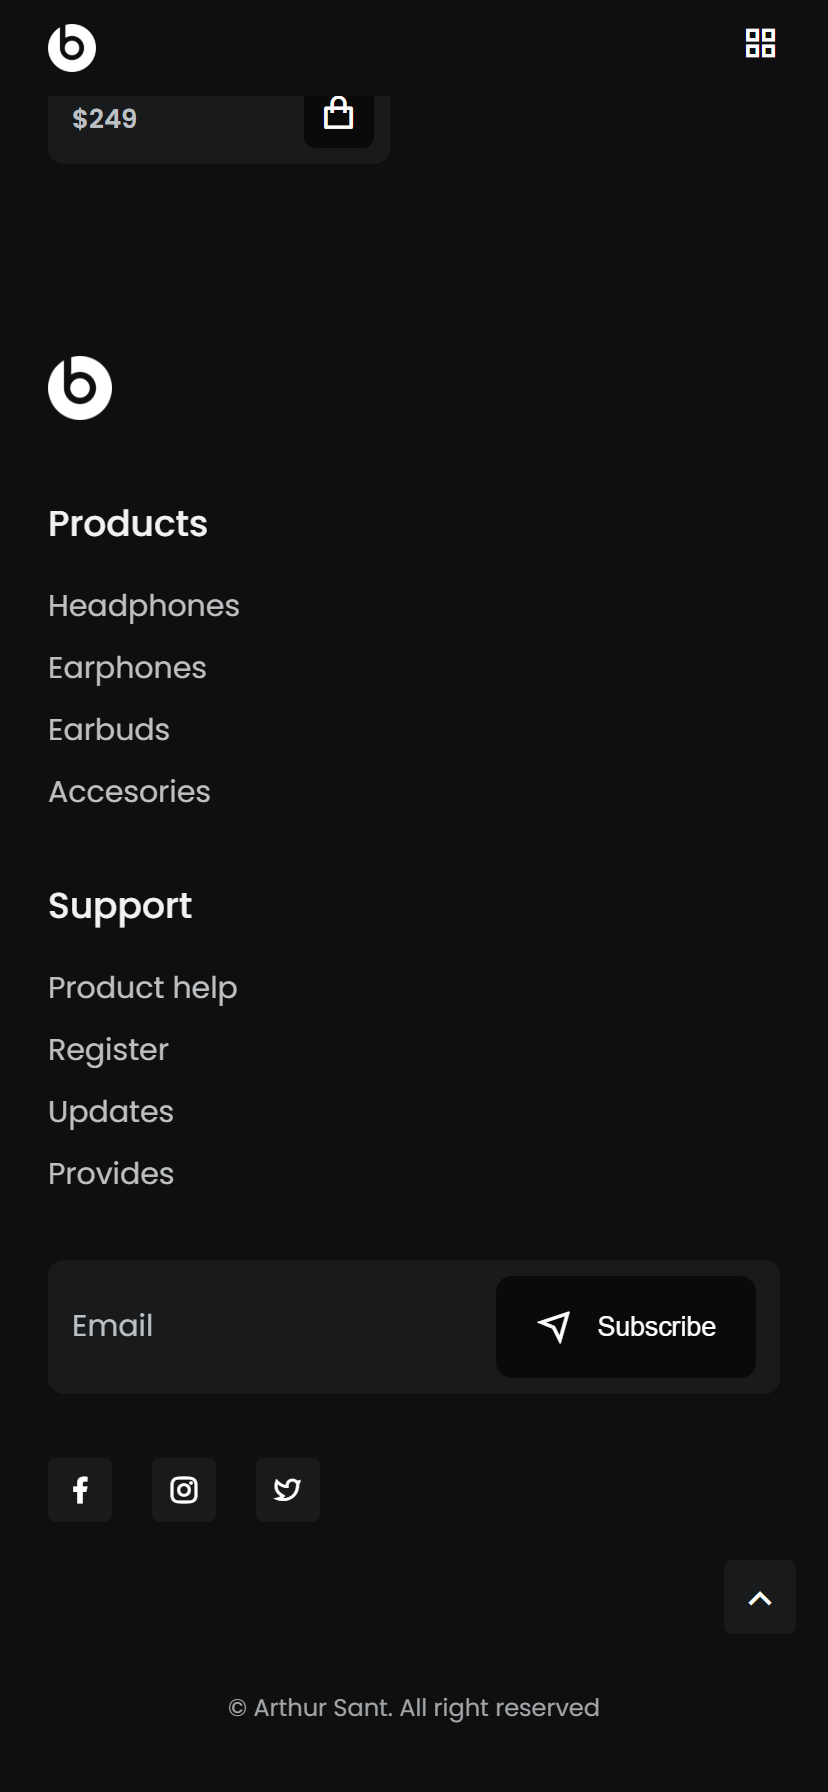 $249
Products
Headphones
Earphones
Earbuds
Accesories
Support
Product help
Register
Updates
Provides
Email
Subscribe
© Arthur Sant. All right reserved